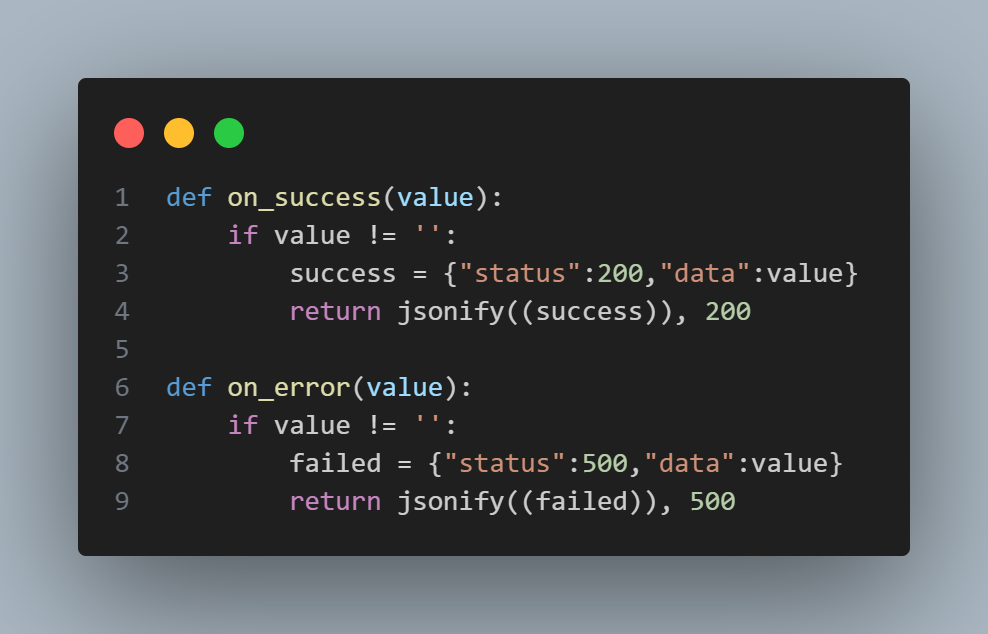 1 def on_success(value):
2     if value != '':
3         success = {"status":200,"data":value}
4         return jsonify((success)), 200
5
6 def on_error(value):
7     if value != '':
8         failed = {"status":500,"data":value}
9         return jsonify((failed)), 500